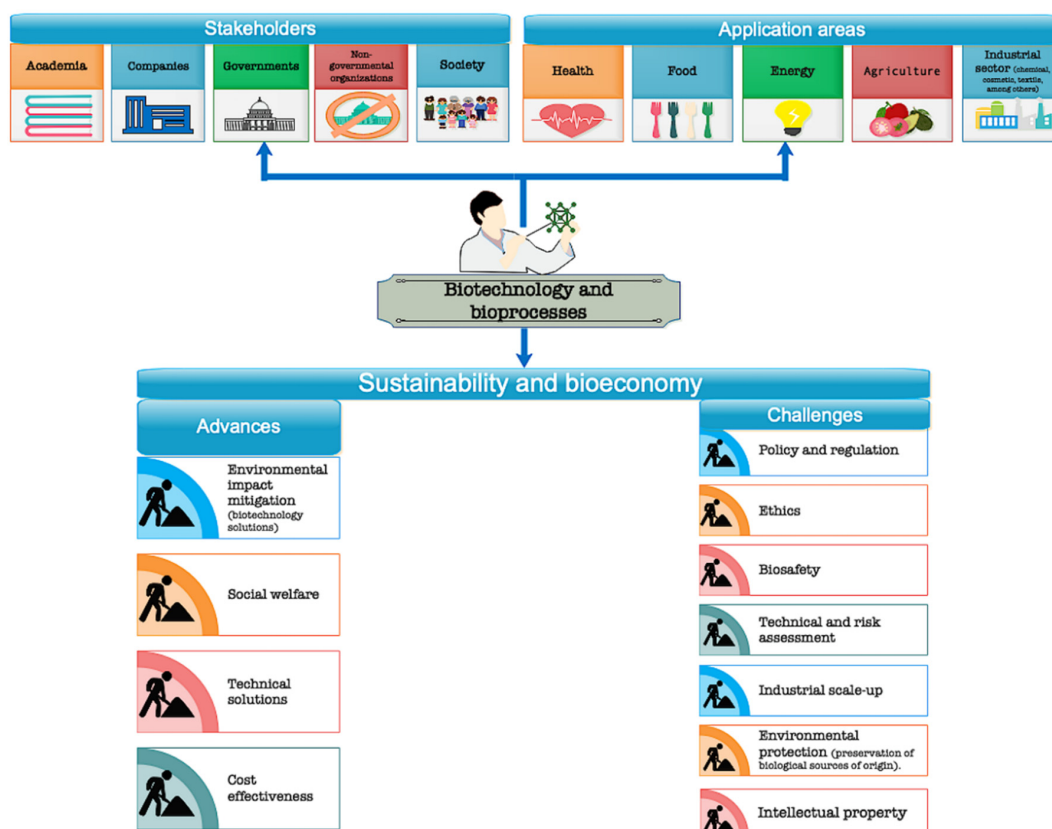 Stakeholders
Academia
Companies
Governments
Non-
governmental
organizations
Society
Application areas
Health
Food
Energy
Agriculture
Industrial
sector (chemical,
cosmetic, textile,
among others)
Biotechnology and
bioprocesses
Sustainability and bioeconomy
Advances
Environmental
impact
mitigation
(biotechnology
solutions)
Social welfare
Technical
solutions
Cost
effectiveness
Challenges
Policy and regulation
Ethics
Biosafety
Technical and risk
assessment
Industrial scale-up
Environmental
protection (preservation of
biological sources of origin).
Intellectual property